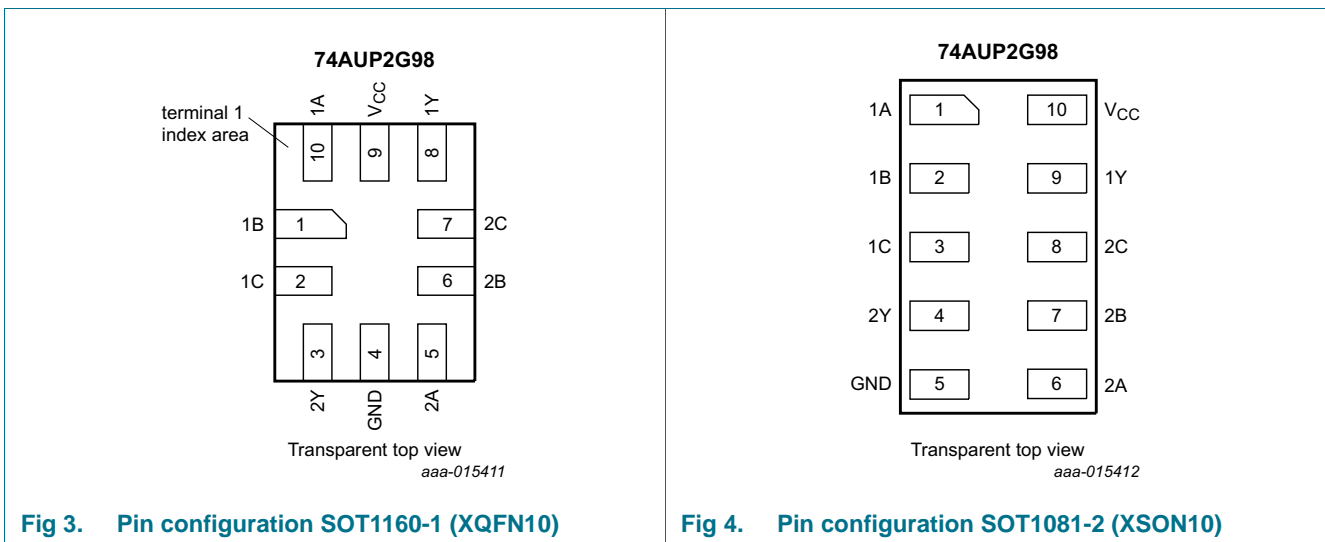 74AUP2G98
terminal 1
index area
1A
VCC
1Y
10
9
8
1B
1
7
2C
1C
2
6
2B
3
4
5
2Y
GND
2A
Transparent top view
aaa-015411
Fig 3. Pin configuration SOT1160-1 (XQFN10)
74AUP2G98
1A
1
10
VCC
1B
2
9
1Y
1C
3
8
2C
2Y
4
7
2B
GND
5
6
2A
Transparent top view
aaa-015412
Fig 4. Pin configuration SOT1081-2 (XSON10)